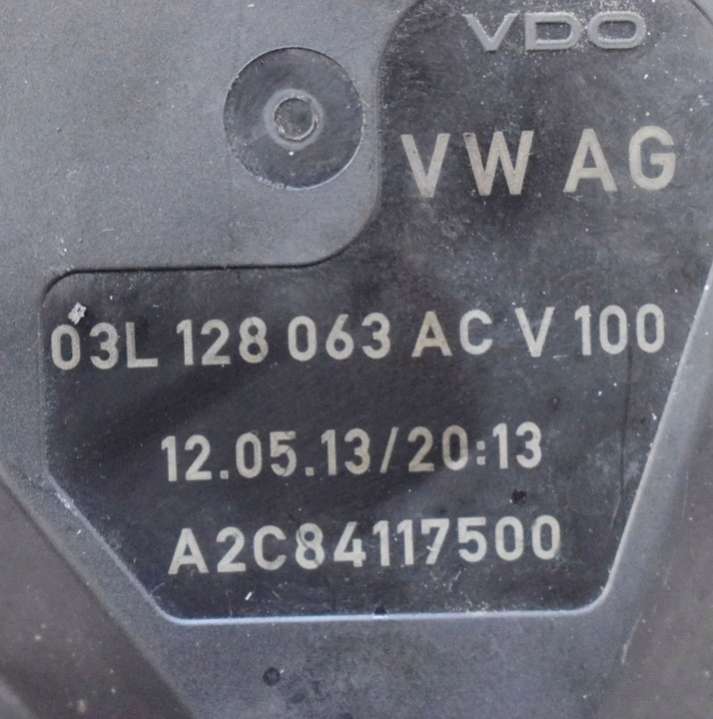 VDO
VW AG
03L 128 063 AC V 100
12.05.13/20:13
A2C84117500